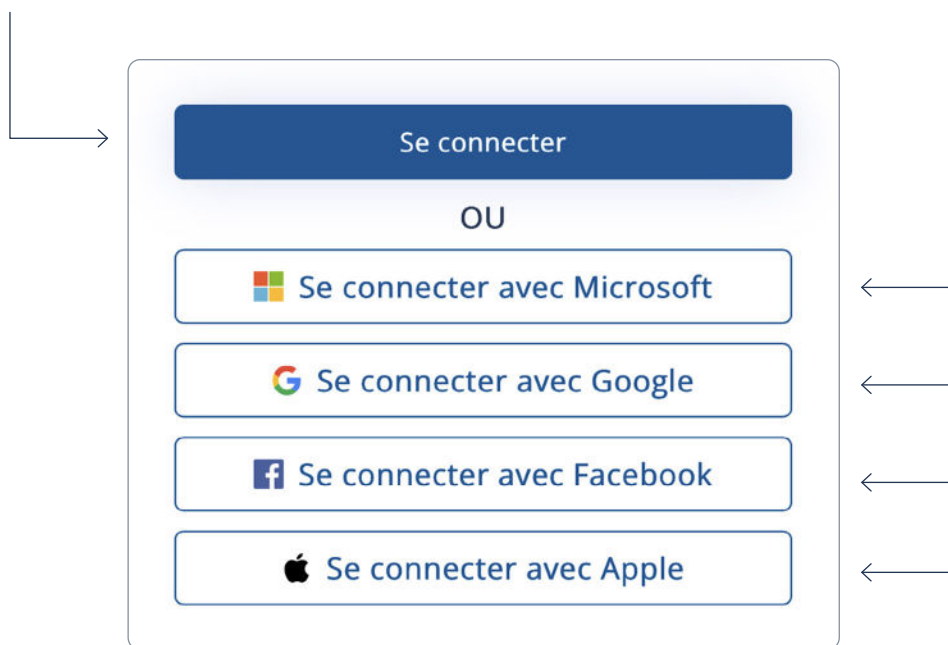 Se connecter
OU
Se connecter avec Microsoft
Se connecter avec Google
Se connecter avec Facebook
Se connecter avec Apple